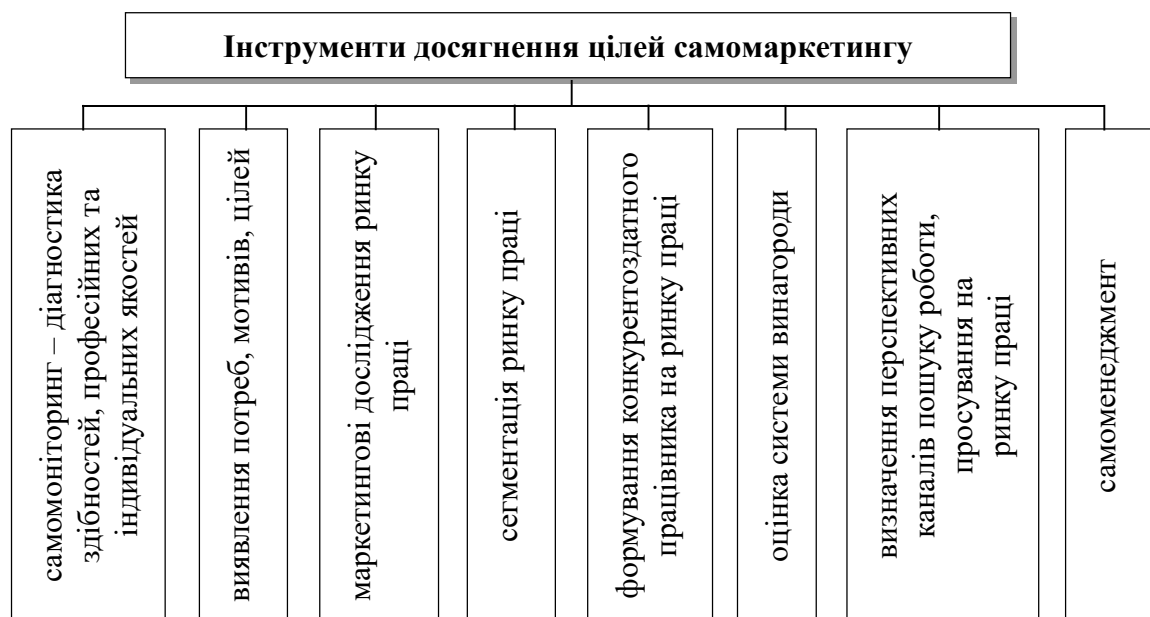 Інструменти досягнення цілей самомаркетингу
самомоніторинг – діагностика
здібностей, професійних та
індивідуальних якостей
виявлення потреб, мотивів, цілей
маркетингові дослідження ринку
праці
сегментація ринку праці
формування конкурентоздатного
працівника на ринку праці
оцінка системи винагороди
визначення перспективних
каналів пошуку роботи,
просування на
ринку праці
самоменеджмент